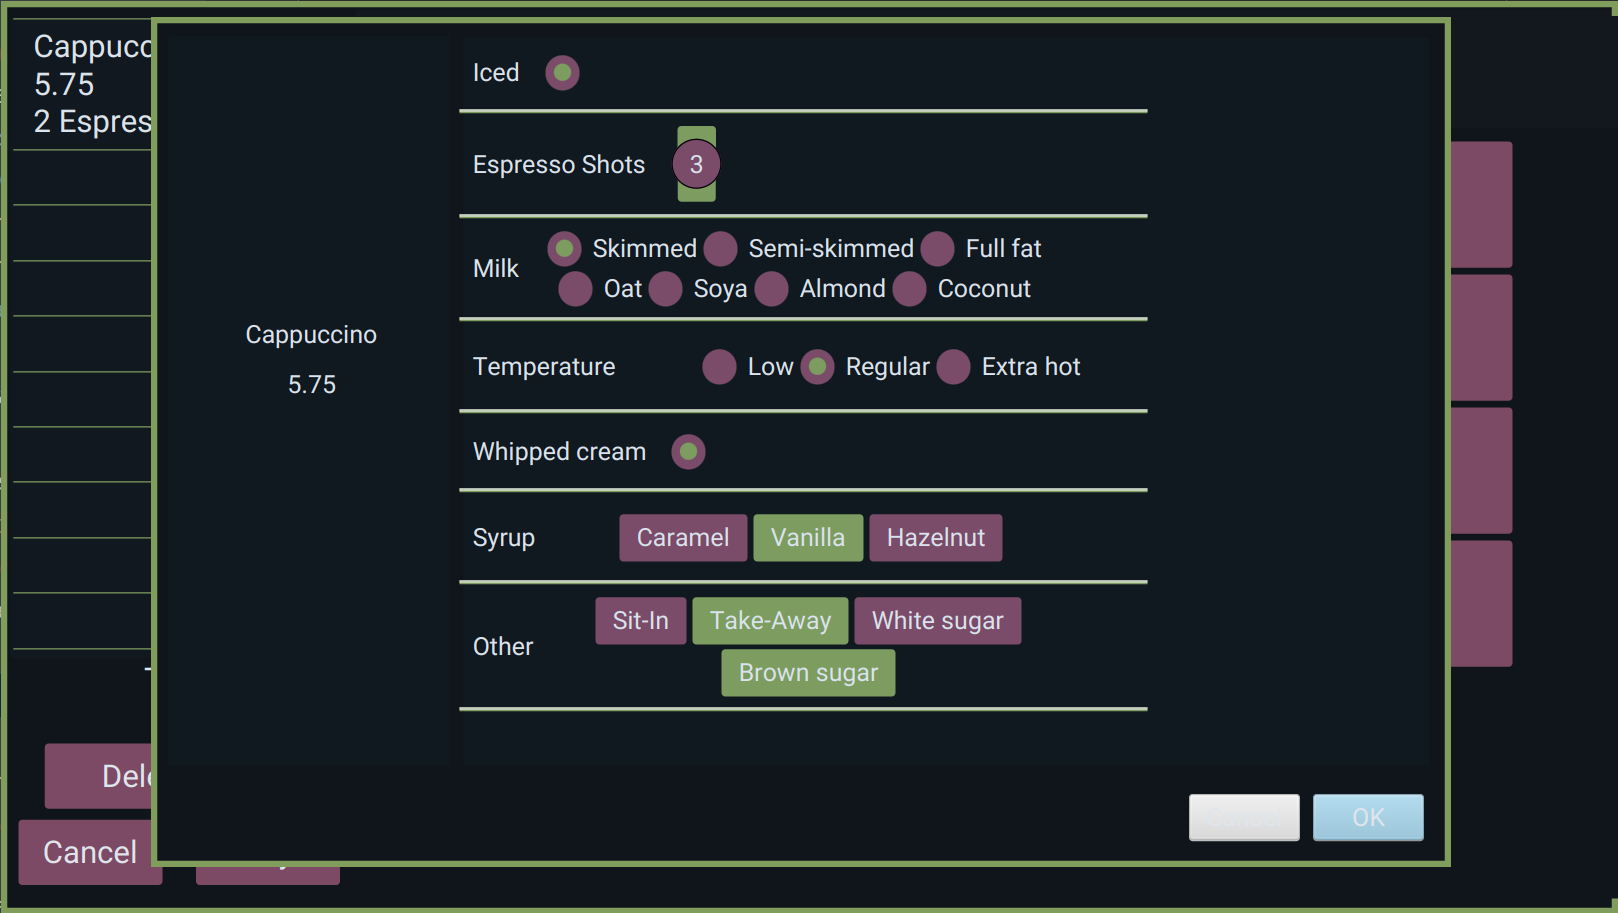 Cappucc
5.75
2 Espres
Iced
Espresso Shots 3
Milk Skimmed Semi-skimmed Full fat
Oat Soya Almond Coconut
Cappuccino
5.75
Temperature Low Regular Extra hot
Whipped cream
Syrup Caramel Vanilla Hazelnut
Other Sit-In Take-Away White sugar
Brown sugar
Dele
Cancel
OK